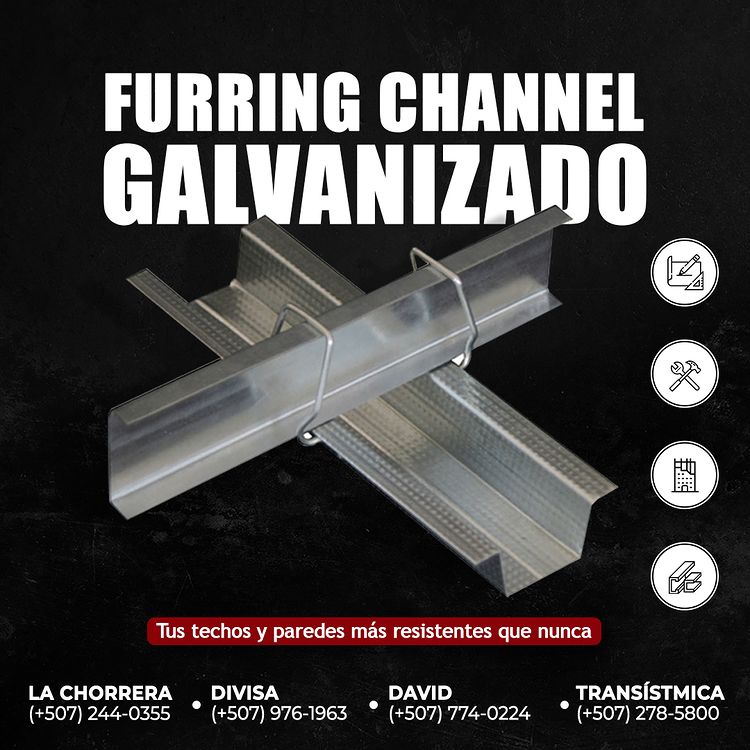 FURRING CHANNEL
GALVANIZADO
Tus techos y paredes más resistentes que nunca
LA CHORRERA
(+507) 244-0355
DIVISA
(+507) 976-1963
DAVID
(+507) 774-0224
TRANSÍSTMICA
(+507) 278-5800